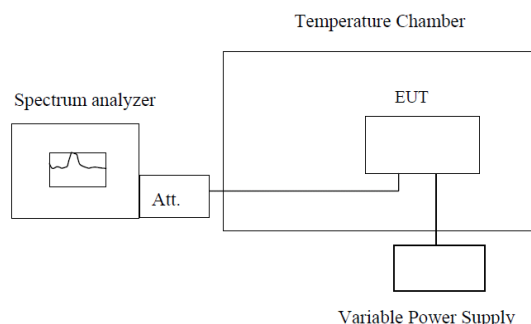 Temperature Chamber
Spectrum analyzer
EUT
Att.
Variable Power Supply